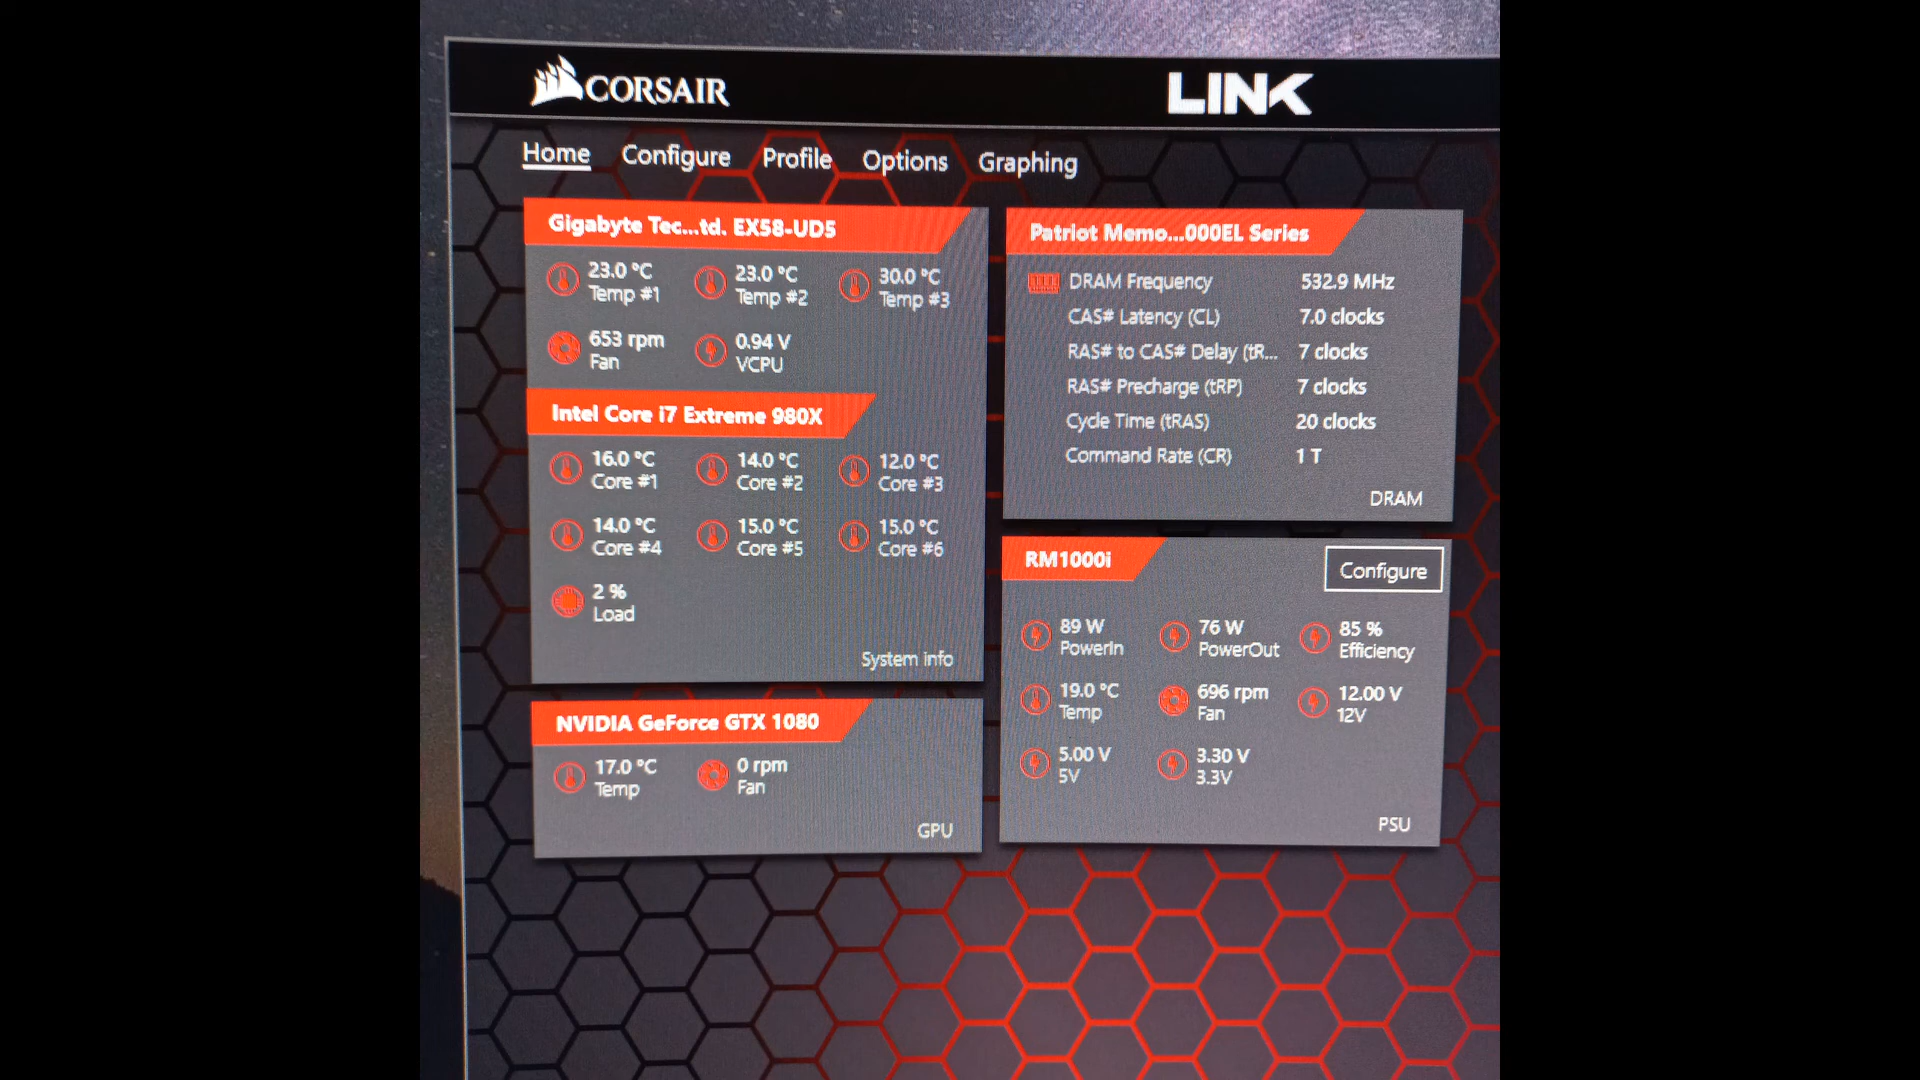 CORSAIR
LINK
Home Configure Profile Options Graphing
Gigabyte Tec...td. EX58-UD5
23.0 °C 23.0 °C 30.0 °C
Temp #1 Temp #2 Temp #3
653 rpm 0.94 V
Fan VCPU
Intel Core i7 Extreme 980X
16.0 °C 14.0 °C 12.0 °C
Core #1 Core #2 Core #3
14.0 °C 15.0 °C 15.0 °C
Core #4 Core #5 Core #6
2 %
Load
System info
NVIDIA GeForce GTX 1080
17.0 °C 0 rpm
Temp Fan
GPU
Patriot Memo...000EL Series
DRAM Frequency 532.9 MHz
CAS# Latency (CL) 7.0 clocks
RAS# to CAS# Delay (tR... 7 clocks
RAS# Precharge (tRP) 7 clocks
Cycle Time (tRAS) 20 clocks
Command Rate (CR) 1 T
DRAM
RM1000i
Configure
89 W 76 W 85 %
PowerIn PowerOut Efficiency
19.0 °C 696 rpm 12.00 V
Temp Fan 12V
5.00 V 3.30 V
5V 3.3V
PSU